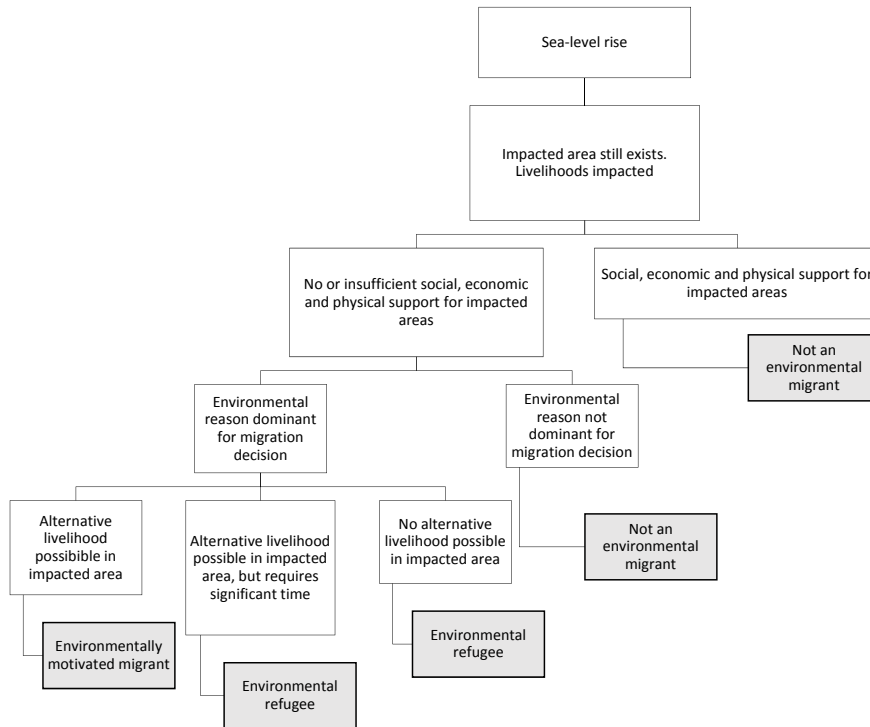 Sea-level rise
Impacted area still exists.
Livelihoods impacted
No or insufficient social, economic
and physical support for impacted
areas
Social, economic and physical support for
impacted areas
Not an
environmental
migrant
Environmental
reason dominant
for migration
decision
Environmental
reason not
dominant for
migration decision
Alternative
livelihood
possibible in
impacted area
Alternative livelihood
possible in impacted
area, but requires
significant time
No alternative
livelihood possible
in impacted area
Not an
environmental
migrant
Environmentally
motivated migrant
Environmental
refugee
Environmental
refugee